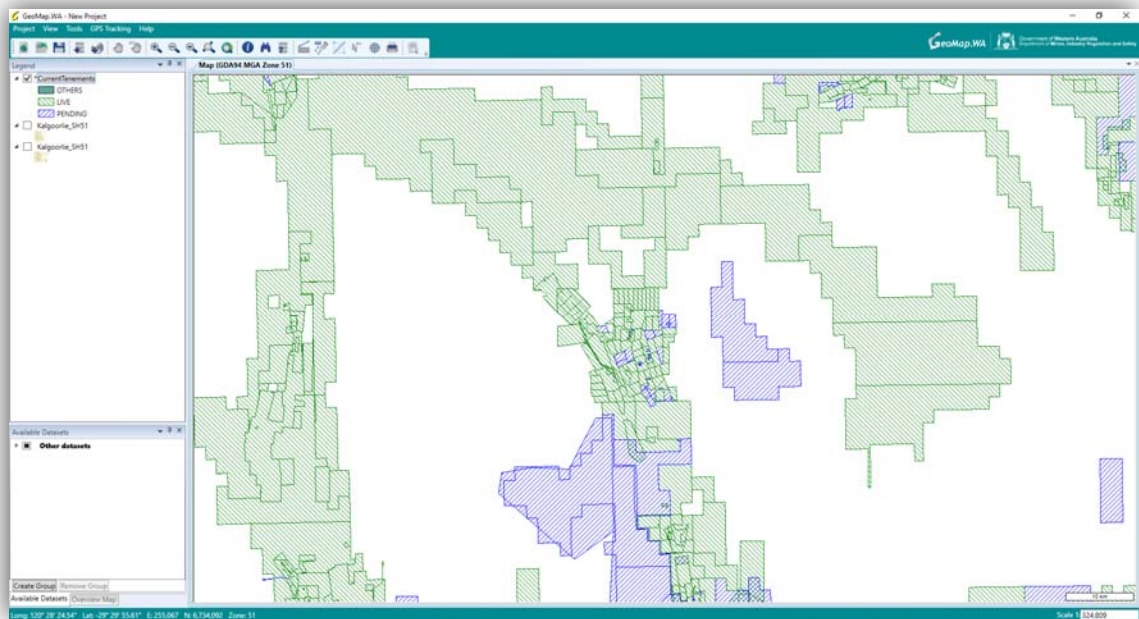 GeoMap.WA - New Project
Project View Tools GPS Tracking Help
GEOMAP.WA
Government of Western Australia
Department of Mines, Industry Regulation and Safety
Legend
Map (GDA94 MGA Zone 51)
*CurrentTenements
OTHERS
LIVE
PENDING
Kalgoorlie_SH51
Kalgoorlie_SH51
Available Datasets
Other datasets
Create Group Remove Group
Available Datasets Overview Map
10 km
Long: 120° 28' 24.54" Lat: -29° 29' 55.61" E: 255,067 N: 6,734,092 Zone: 51
Scale 1: 324,809